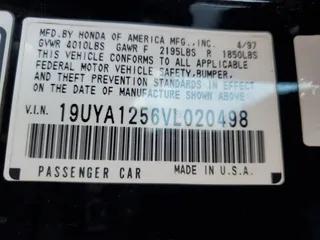 MFD. BY HONDA OF AMERICA MFG., INC. 4/97
GVWR 4010LBS GAWR F 2195LBS R 1850LBS
THIS VEHICLE CONFORMS TO ALL APPLICABLE
FEDERAL MOTOR VEHICLE SAFETY, BUMPER,
AND THEFT PREVENTION STANDARDS IN EFFECT
ON THE DATE OF MANUFACTURE SHOWN ABOVE.
V.I.N. 19UYA1256VL020498
PASSENGER CAR MADE IN U.S.A.